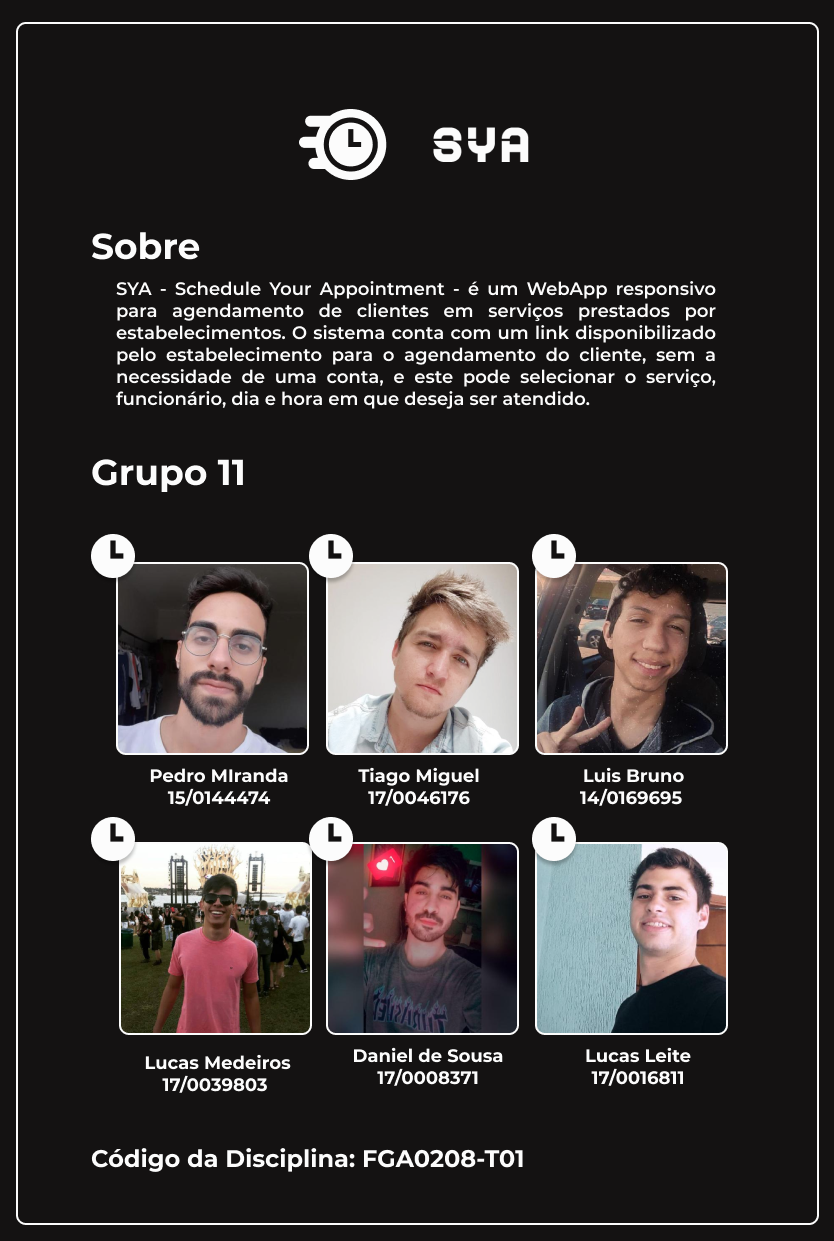 SYA
Sobre
SYA - Schedule Your Appointment - é um WebApp responsivo
para agendamento de clientes em serviços prestados por
estabelecimentos. O sistema conta com um link disponibilizado
pelo estabelecimento para o agendamento do cliente, sem a
necessidade de uma conta, e este pode selecionar o serviço,
funcionário, dia e hora em que deseja ser atendido.
Grupo 11
Pedro MIranda
15/0144474
Tiago Miguel
17/0046176
Luis Bruno
14/0169695
Lucas Medeiros
17/0039803
Daniel de Sousa
17/0008371
Lucas Leite
17/0016811
Código da Disciplina: FGA0208-T01